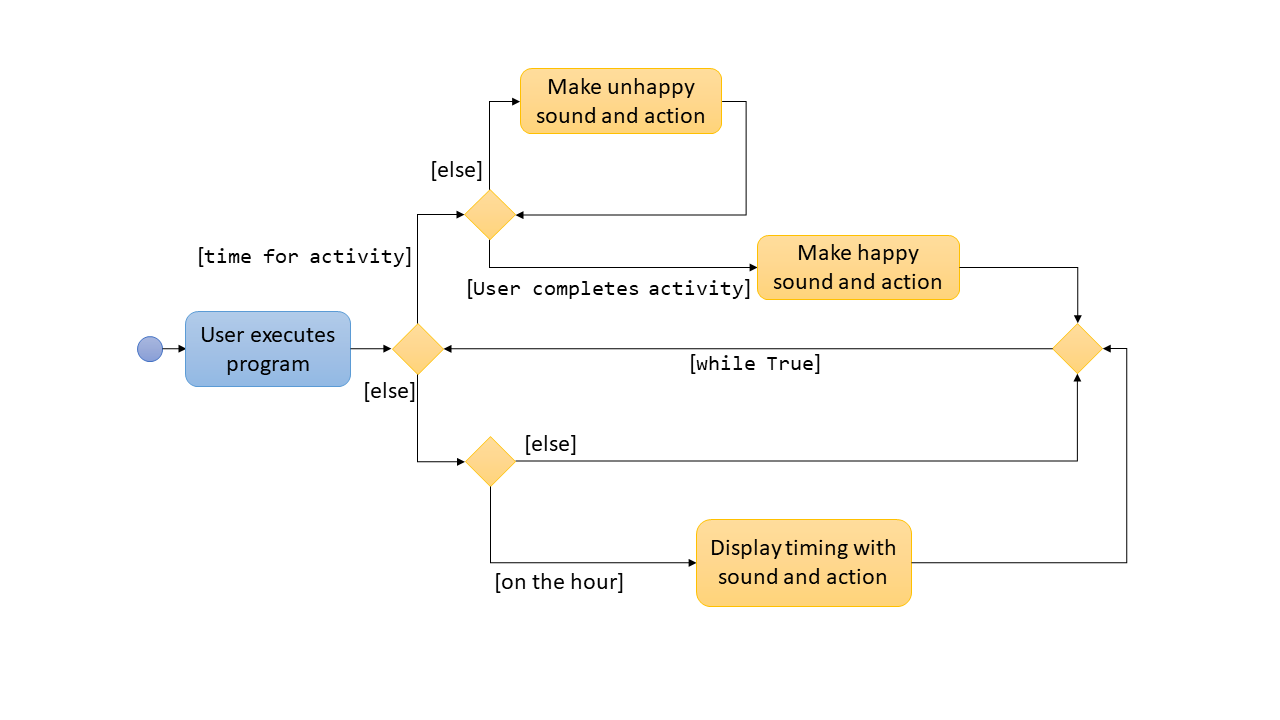 Make unhappy
sound and action
[else]
[time for activity]
Make happy
sound and action
[User completes activity]
User executes
program
[while True]
[else]
[else]
Display timing with
sound and action
[on the hour]